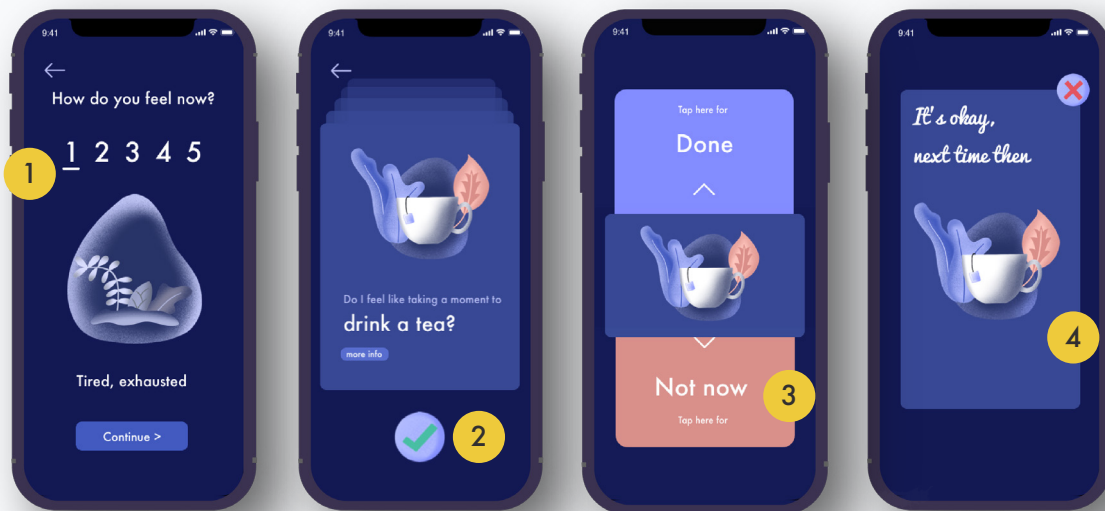 9:41
How do you feel now?
1 2 3 4 5
1
Tired, exhausted
Continue >
9:41
Do I feel like taking a moment to
drink a tea?
more info
2
9:41
Tap here for
Done
Not now
3
Tap here for
9:41
It's okay,
next time then
4